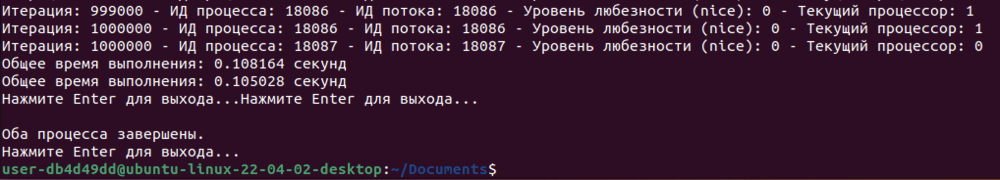 Итерация: 999000 - ИД процесса: 18086 - ИД потока: 18086 - Уровень любезности (nice): 0 - Текущий процессор: 1
Итерация: 1000000 - ИД процесса: 18086 - ИД потока: 18086 - Уровень любезности (nice): 0 - Текущий процессор: 1
Итерация: 1000000 - ИД процесса: 18087 - ИД потока: 18087 - Уровень любезности (nice): 0 - Текущий процессор: 0
Общее время выполнения: 0.108164 секунд
Общее время выполнения: 0.105028 секунд
Нажмите Enter для выхода...Нажмите Enter для выхода...
Оба процесса завершены.
Нажмите Enter для выхода...
user-db4d49dd@ubuntu-linux-22-04-02-desktop:~/Documents$